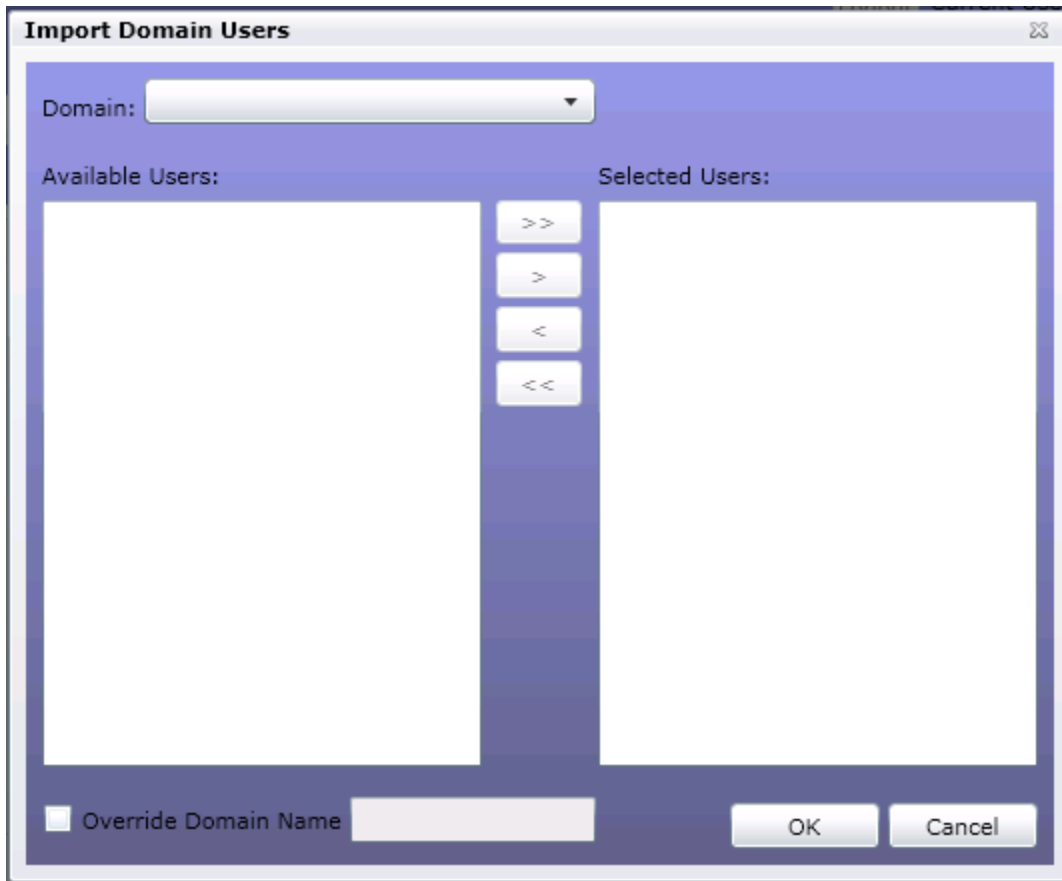 Import Domain Users
Domain:
Available Users:
Selected Users:
>>
>
<
<<
Override Domain Name
OK
Cancel